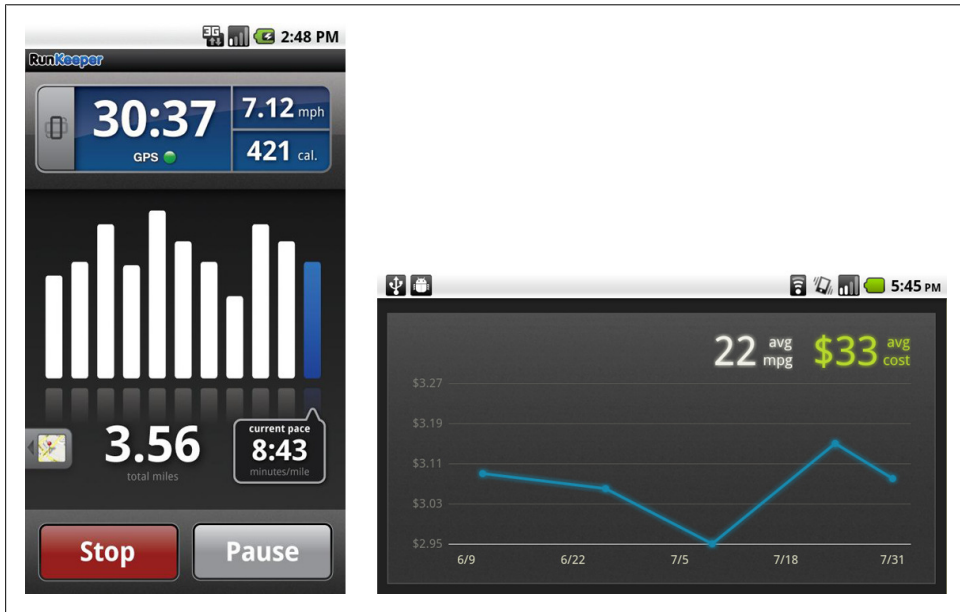 3G
2:48 PM
RunKeeper
30:37
GPS
7.12 mph
421 cal.
3.56
total miles
current pace
8:43
minutes/mile
Stop
Pause
5:45 PM
22 avg mpg
$33 avg cost
$3.27
$3.19
$3.11
$3.03
$2.95
6/9 6/22 7/5 7/18 7/31